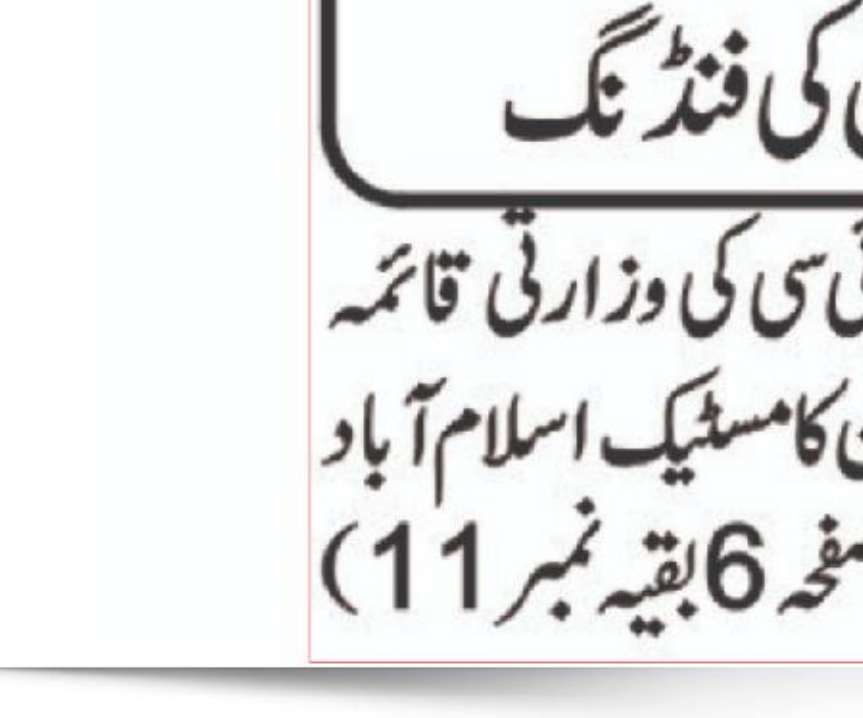 کی فنڈنگ
سی کی وزارتی قائمہ
کامسٹیک اسلام آباد
صفحہ 6 بقیہ نمبر 11)